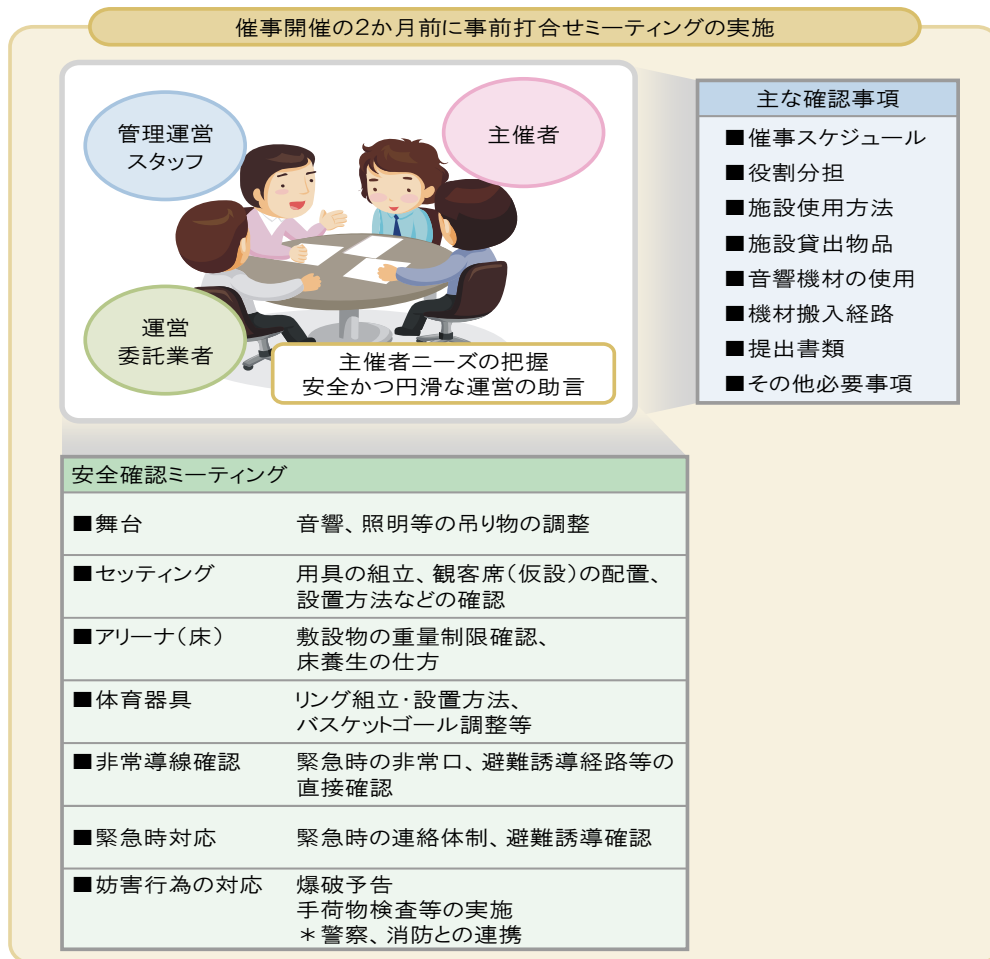 催事開催の2か月前に事前打合せミーティングの実施
管理運営
スタッフ
主催者
運営
委託業者
主催者ニーズの把握
安全かつ円滑な運営の助言
主な確認事項
■催事スケジュール
■役割分担
■施設使用方法
■施設貸出物品
■音響機材の使用
■機材搬入経路
■提出書類
■その他必要事項
安全確認ミーティング
■舞台 音響、照明等の吊り物の調整
■セッティング 用具の組立、観客席(仮設)の配置、
設置方法などの確認
■アリーナ(床) 敷設物の重量制限確認、
床養生の仕方
■体育器具 リング組立・設置方法、
バスケットゴール調整等
■非常導線確認 緊急時の非常口、避難誘導経路等の
直接確認
■緊急時対応 緊急時の連絡体制、避難誘導確認
■妨害行為の対応 爆破予告
手荷物検査等の実施
＊警察、消防との連携